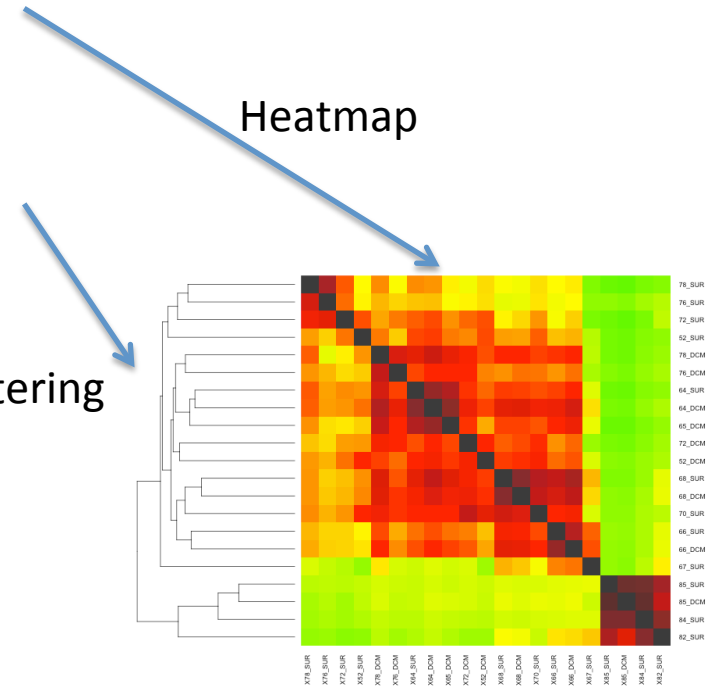 Heatmap
tering
78_SUR
76_SUR
72_SUR
52_SUR
78_DCM
76_DCM
64_SUR
64_DCM
65_DCM
72_DCM
52_DCM
68_SUR
68_DCM
70_SUR
66_SUR
66_DCM
67_SUR
85_SUR
85_DCM
84_SUR
82_SUR
X78_SUR
X76_SUR
X72_SUR
X52_SUR
X78_DCM
X76_DCM
X64_SUR
X64_DCM
X65_DCM
X72_DCM
X52_DCM
X68_SUR
X68_DCM
X70_SUR
X66_SUR
X66_DCM
X67_SUR
X85_SUR
X85_DCM
X84_SUR
X82_SUR